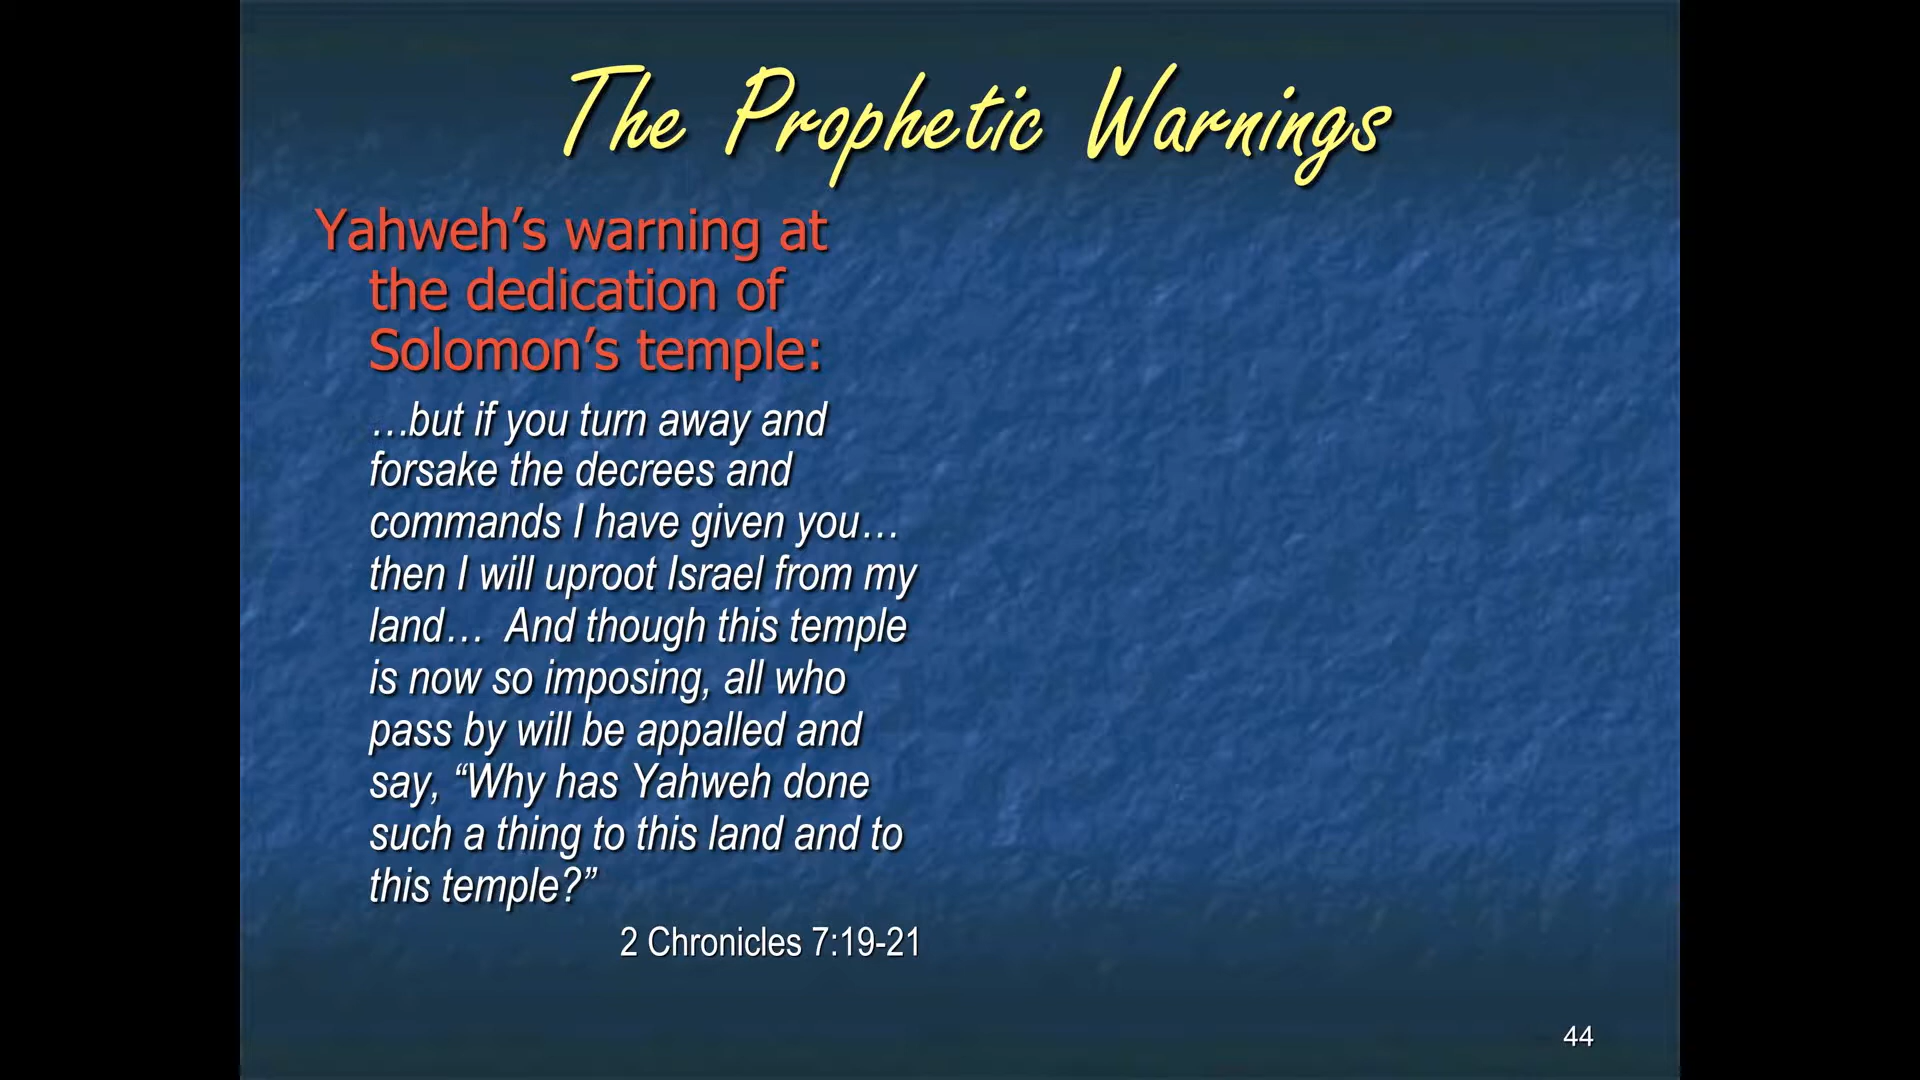 The Prophetic Warnings
Yahweh’s warning at
the dedication of
Solomon’s temple:
…but if you turn away and
forsake the decrees and
commands I have given you…
then I will uproot Israel from my
land…  And though this temple
is now so imposing, all who
pass by will be appalled and
say, “Why has Yahweh done
such a thing to this land and to
this temple?”
2 Chronicles 7:19-21
44